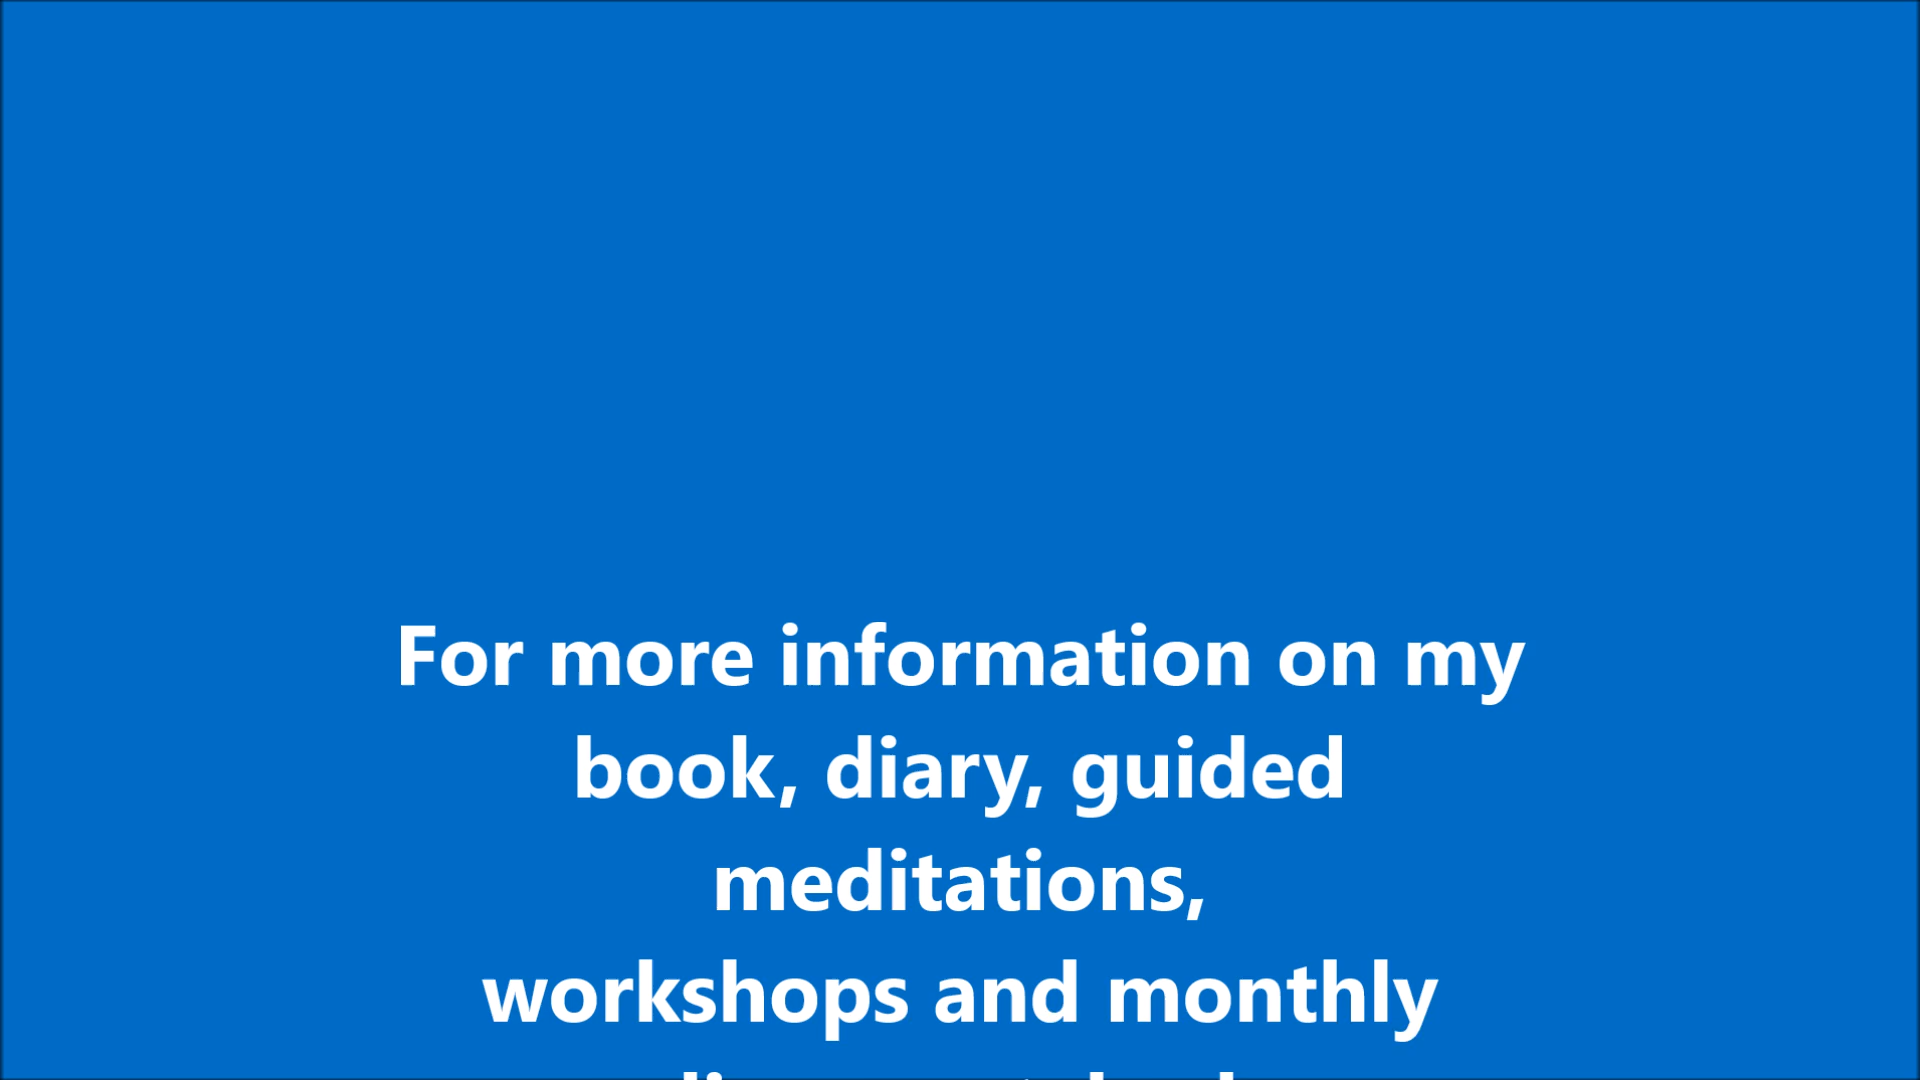 For more information on my
book, diary, guided
meditations,
workshops and monthly